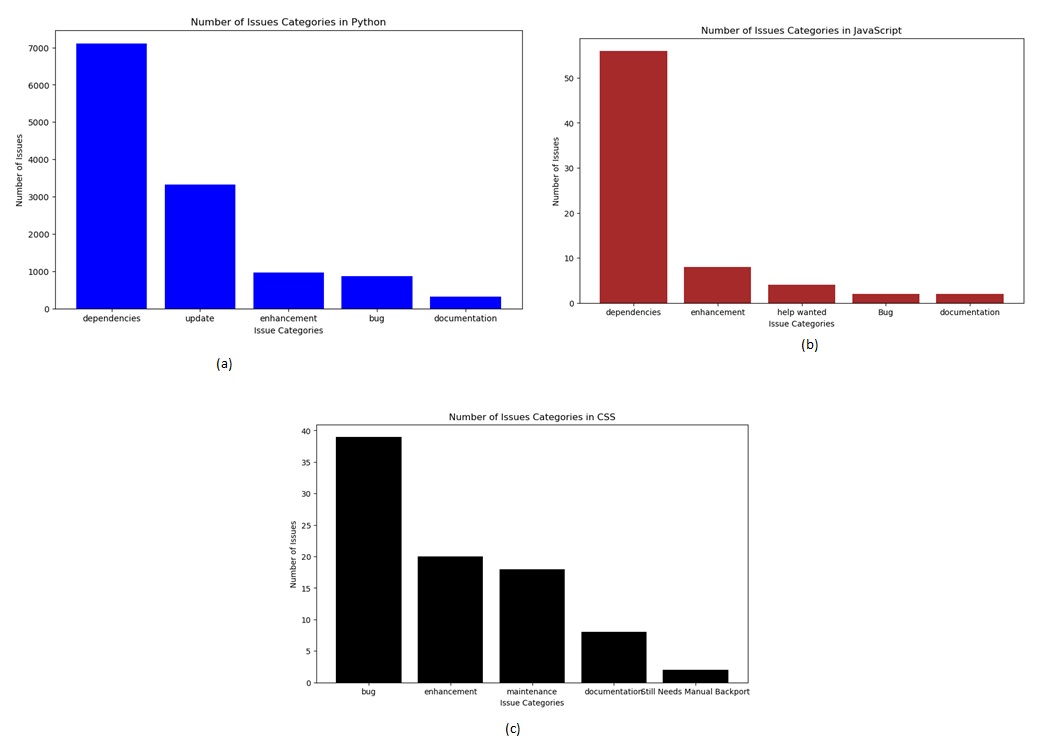 Number of Issues Categories in Python
Number of Issues
7000
6000
5000
4000
3000
2000
1000
0
dependencies update enhancement bug documentation
Issue Categories
(a)
Number of Issues Categories in JavaScript
Number of Issues
50
40
30
20
10
0
dependencies enhancement help wanted Bug documentation
Issue Categories
(b)
Number of Issues Categories in CSS
Number of Issues
40
35
30
25
20
15
10
5
0
bug enhancement maintenance documentation Still Needs Manual Backport
Issue Categories
(c)